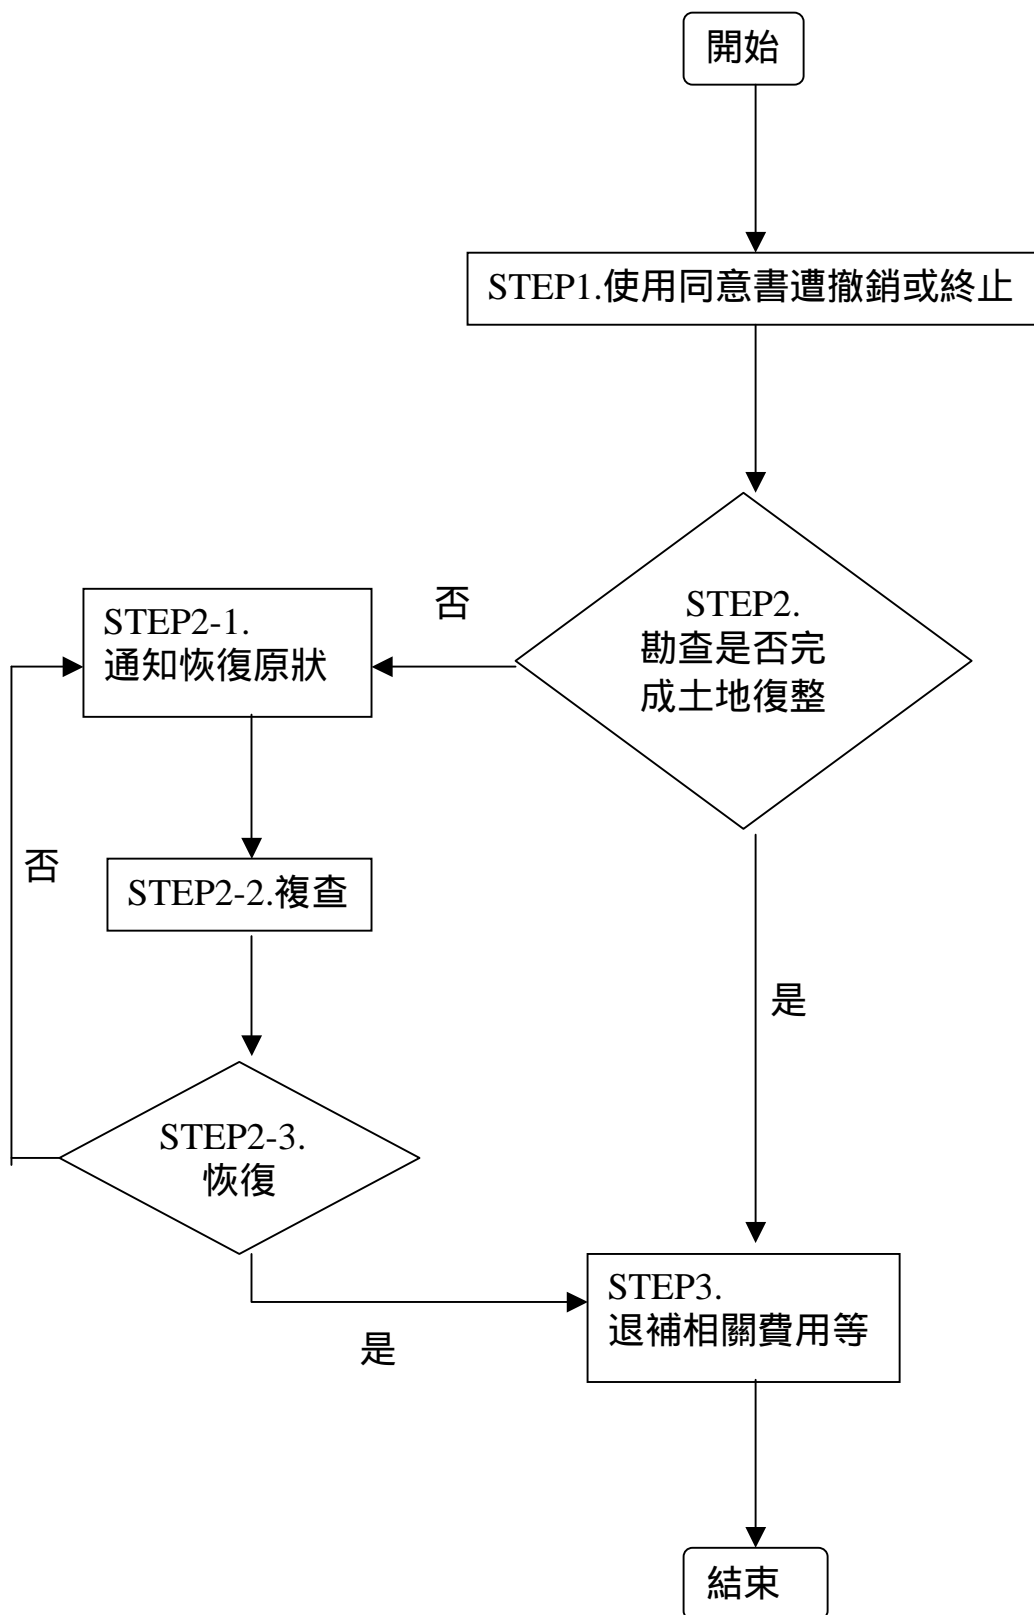 開始
STEP1.使用同意書遭撤銷或終止
STEP2.
勘查是否完
成土地復整
否
STEP2-1.
通知恢復原狀
否
STEP2-2.複查
是
STEP2-3.
恢復
STEP3.
退補相關費用等
是
結束